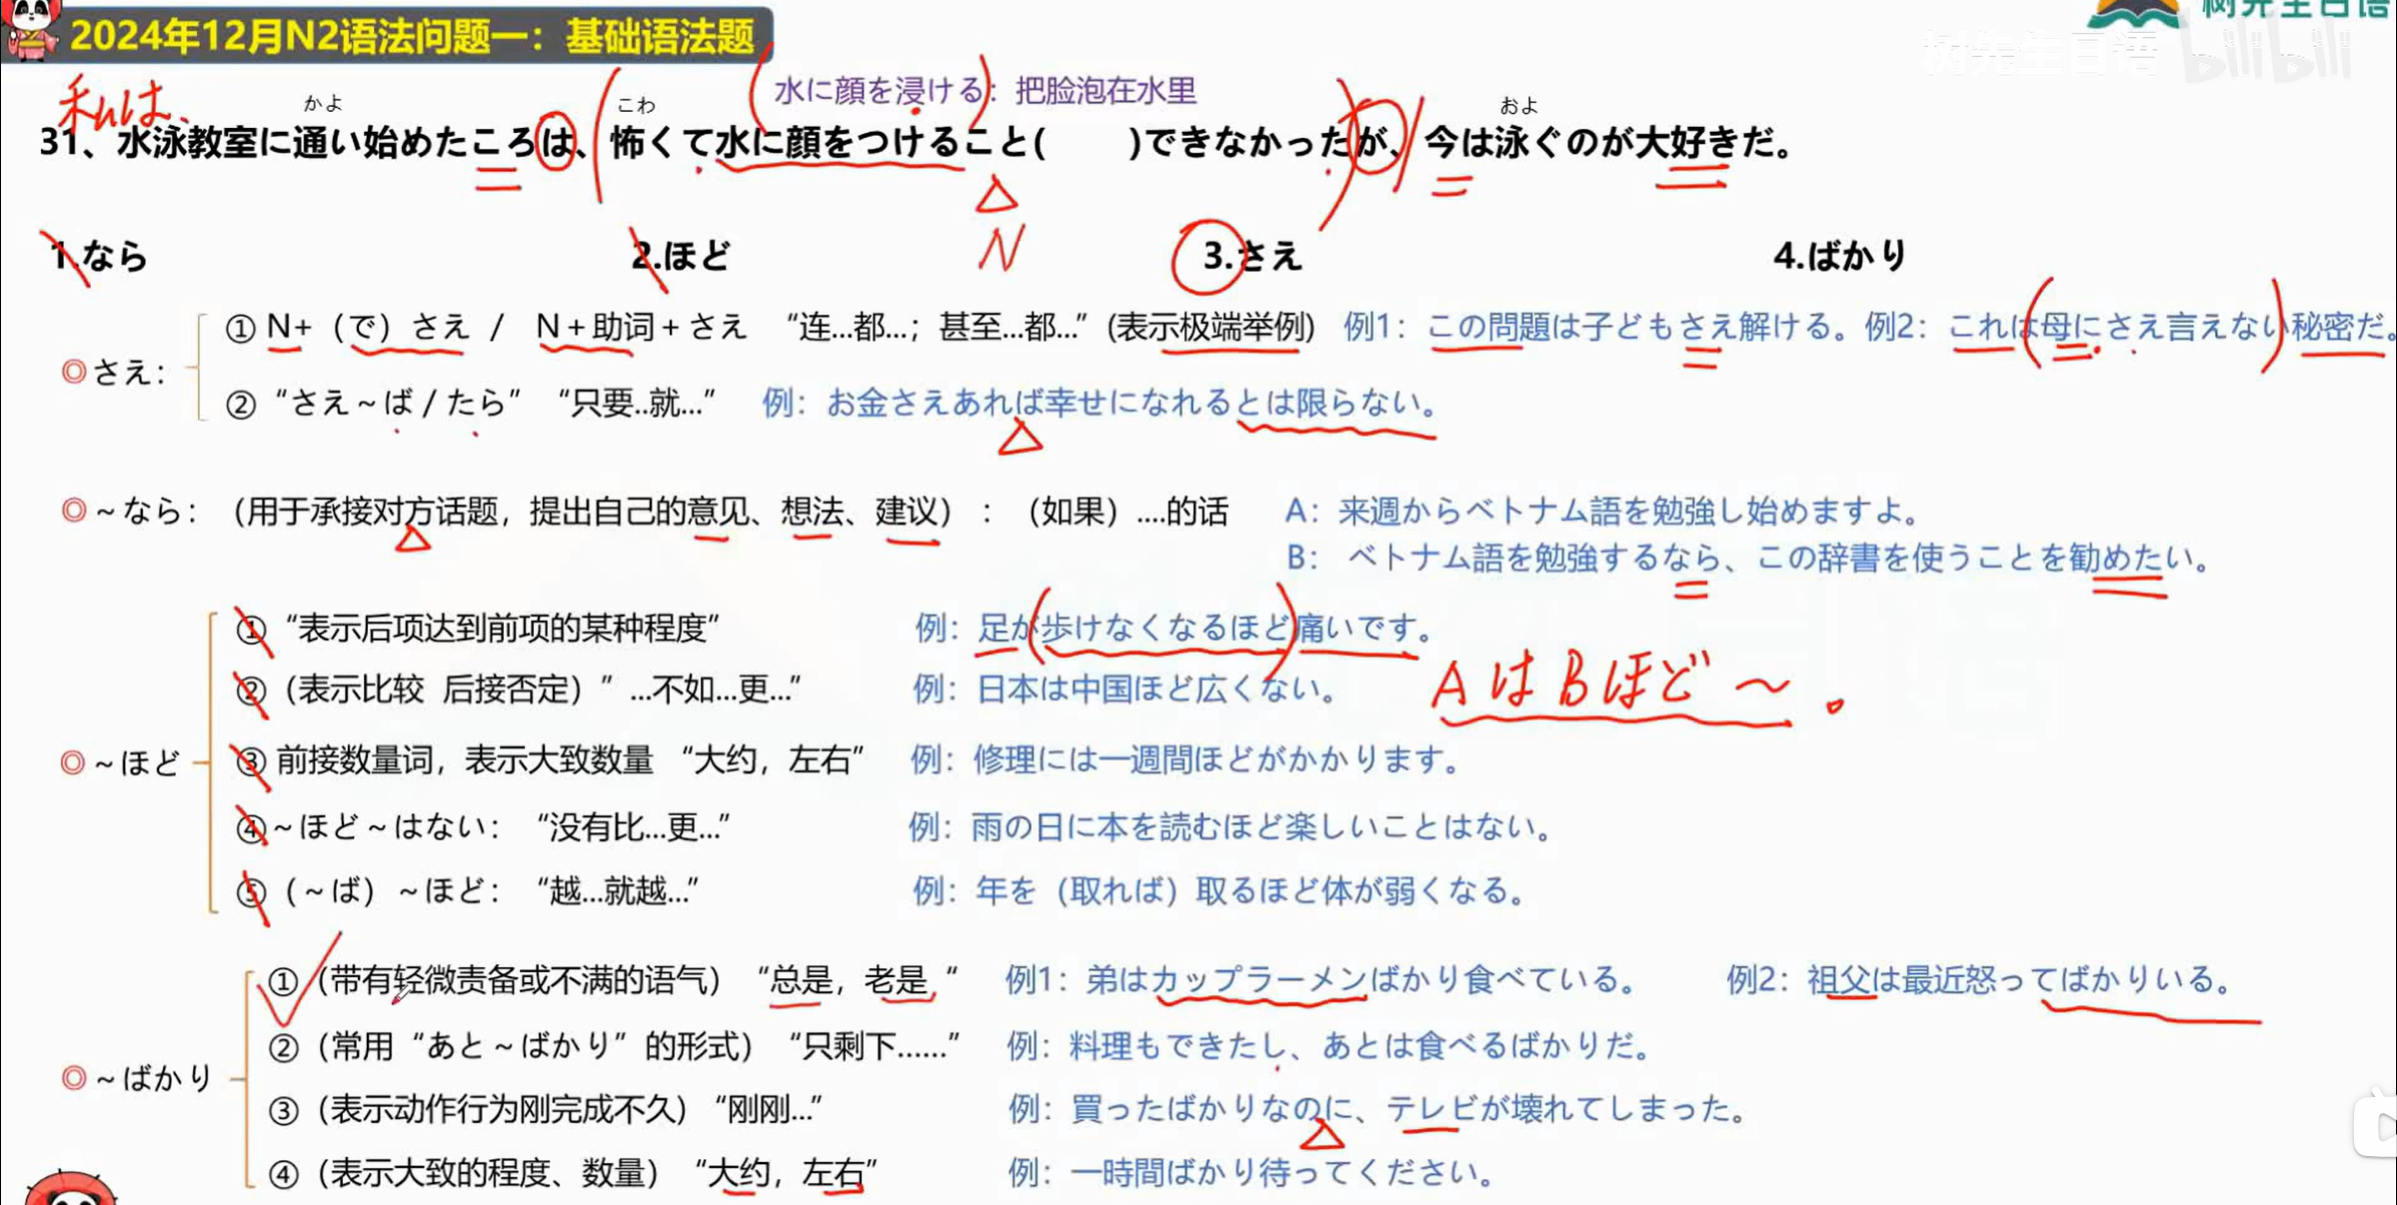 2024年12月N2语法问题一：基础语法题
树先生日语
树先生日语 bilibili
水に顔を浸ける：把脸泡在水里
私は、
かよ こわ およ
31、水泳教室に通い始めたころは、怖くて水に顔をつけること( )できなかったが、今は泳ぐのが大好きだ。
N
1.なら 2.ほど 3.さえ 4.ばかり
◎さえ：
① N+（で）さえ / N+助词+さえ “连...都...；甚至...都...”(表示极端举例) 例1：この問題は子どもさえ解ける。例2：これは母にさえ言えない秘密だ。
② “さえ～ば / たら” “只要..就...” 例：お金さえあれば幸せになれるとは限らない。
◎～なら：（用于承接对方话题，提出自己的意见、想法、建议）：（如果）....的话 A：来週からベトナム語を勉強し始めますよ。
B： ベトナム語を勉強するなら、この辞書を使うことを勧めたい。
◎～ほど
① “表示后项达到前项的某种程度” 例：足が歩けなくなるほど痛いです。
②（表示比较 后接否定）”...不如...更...” 例：日本は中国ほど広くない。
AはBほど～。
③ 前接数量词，表示大致数量 “大约，左右” 例：修理には一週間ほどがかかります。
④～ほど～はない： “没有比...更...” 例：雨の日に本を読むほど楽しいことはない。
⑤（～ば）～ほど： “越...就越...” 例：年を（取れば）取るほど体が弱くなる。
◎～ばかり
①（带有轻微责备或不满的语气）“总是，老是 ” 例1：弟はカップラーメンばかり食べている。 例2：祖父は最近怒ってばかりいる。
②（常用“あと～ばかり”的形式）“只剩下......” 例：料理もできたし、あとは食べるばかりだ。
③（表示动作行为刚完成不久）“刚刚...” 例：買ったばかりなのに、テレビが壊れてしまった。
④（表示大致的程度、数量） “大约，左右” 例：一時間ばかり待ってください。